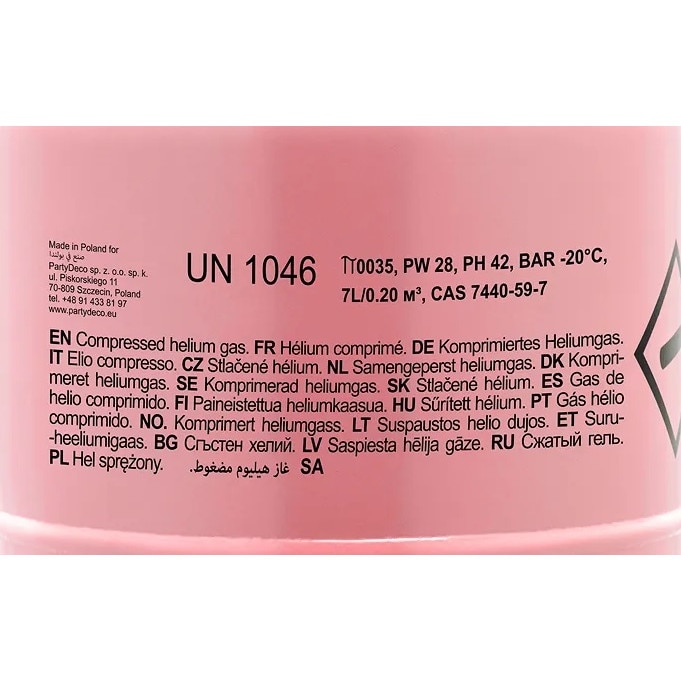 Made in Poland for
صنع في بولندا
PartyDeco sp. z. o.o. sp. k.
ul. Piskorskiego 11
70-809 Szczecin, Poland
tel. +48 91 433 81 97
www.partydeco.eu
UN 1046
π0035, PW 28, PH 42, BAR -20°C,
7L/0.20 м³, CAS 7440-59-7
EN Compressed helium gas. FR Hélium comprimé. DE Komprimiertes Heliumgas.
IT Elio compresso. CZ Stlačené hélium. NL Samengeperst heliumgas. DK Kompri-
meret heliumgas. SE Komprimerad heliumgas. SK Stlačené hélium. ES Gas de
helio comprimido. FI Paineistettua heliumkaasua. HU Sűrített hélium. PT Gás hélio
comprimido. NO. Komprimert heliumgass. LT Suspaustos helio dujos. ET Suru-
-heeliumigaas. BG Сгъстен хелий. LV Saspiesta hēlija gāze. RU Сжатый гель.
PL Hel sprężony. غاز هيليوم مضغوط. SA